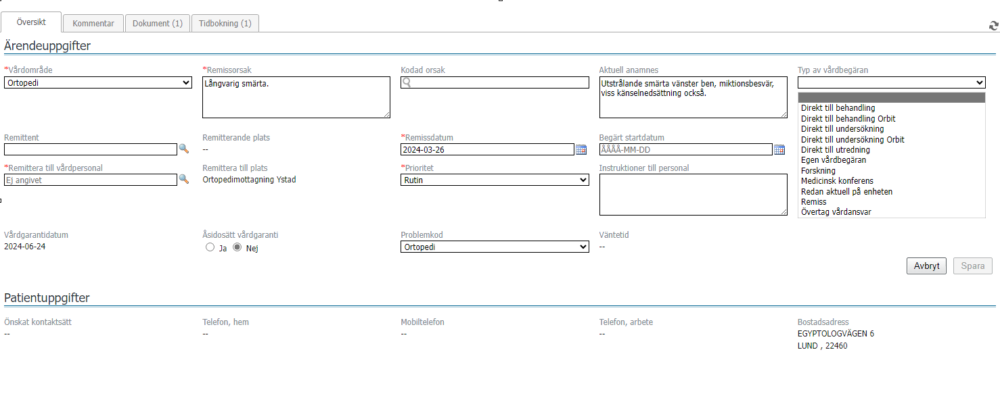 Översikt
Kommentar
Dokument (1)
Tidbokning (1)
Ärendeuppgifter
*Vårdområde
Ortopedi
*Remissorsak
Långvarig smärta.
Kodad orsak
Aktuell anamnes
Utstrålande smärta vänster ben, miktionsbesvär,
viss känselnedsättning också.
Typ av vårdbegäran
Direkt till behandling
Direkt till behandling Orbit
Direkt till undersökning
Direkt till undersökning Orbit
Direkt till utredning
Egen vårdbegäran
Forskning
Medicinsk konferens
Redan aktuell på enheten
Remiss
Övertag vårdansvar
Remittent
Remitterande plats
--
*Remissdatum
2024-03-26
Begärt startdatum
ÅÅÅÅ-MM-DD
*Remittera till vårdpersonal
Ej angivet
Remittera till plats
Ortopedimottagning Ystad
*Prioritet
Rutin
Instruktioner till personal
Vårdgarantidatum
2024-06-24
Åsidosätt vårdgaranti
Ja Nej
Problemkod
Ortopedi
Väntetid
--
Avbryt
Spara
Patientuppgifter
Önskat kontaktsätt
--
Telefon, hem
--
Mobiltelefon
--
Telefon, arbete
--
Bostadsadress
EGYPTOLOGVÄGEN 6
LUND , 22460